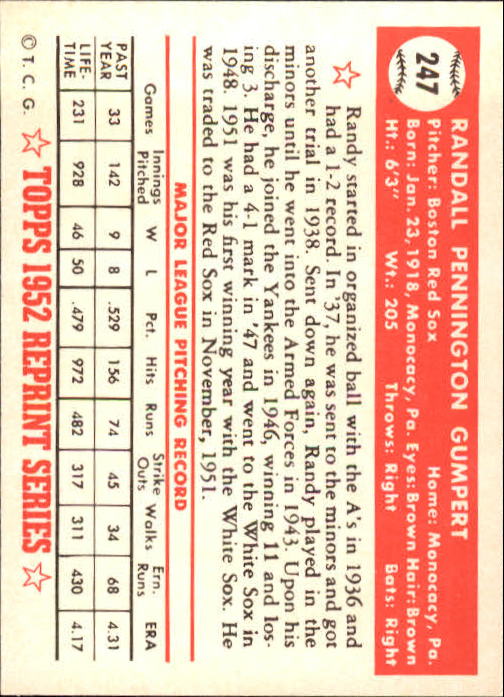 247
RANDALL PENNINGTON GUMPERT
Pitcher: Boston Red Sox Home: Monocacy, Pa.
Born: Jan. 23, 1918, Monocacy, Pa. Eyes: Brown Hair: Brown
Ht.: 6'3" Wt.: 205 Throws: Right Bats: Right
Randy started in organized ball with the A's in 1936 and
had a 1-2 record. In '37, he was sent to the minors and got
another trial in 1938. Sent down again, Randy played in the
minors until he went into the Armed Forces in 1943. Upon his
discharge, he joined the Yankees in 1946, winning 11 and los-
ing 3. He had a 4-1 mark in '47 and went to the White Sox in
1948. 1951 was his first winning year with the White Sox. He
was traded to the Red Sox in November, 1951.
MAJOR LEAGUE PITCHING RECORD
Games Innings Pitched W L Pct. Hits Runs Strike Outs Walks Ern. Runs ERA
PAST YEAR 33 142 9 8 .529 156 74 45 34 68 4.31
LIFE-TIME 231 928 46 50 .479 972 482 317 311 430 4.17
© T. C. G. TOPPS 1952 REPRINT SERIES